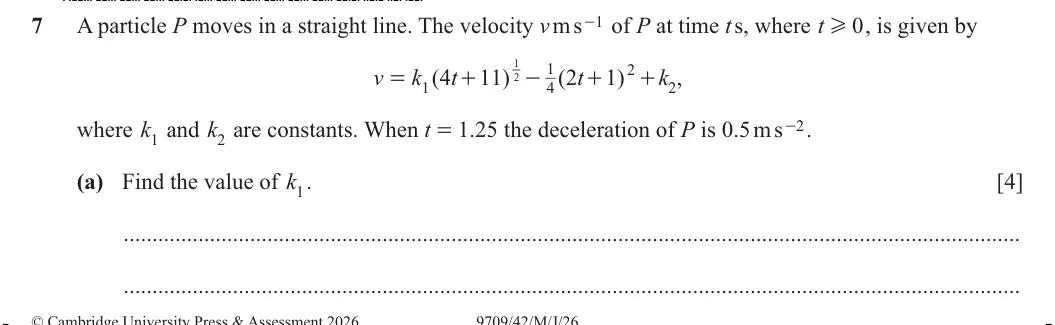 7 A particle P moves in a straight line. The velocity v m s⁻¹ of P at time t s, where t ⩾ 0, is given by
v = k₁(4t+11)^{1/2} − 1/4(2t+1)² + k₂,
where k₁ and k₂ are constants. When t = 1.25 the deceleration of P is 0.5 m s⁻².
(a) Find the value of k₁. [4]
© Cambridge University Press & Assessment 2026 9709/42/M/J/26